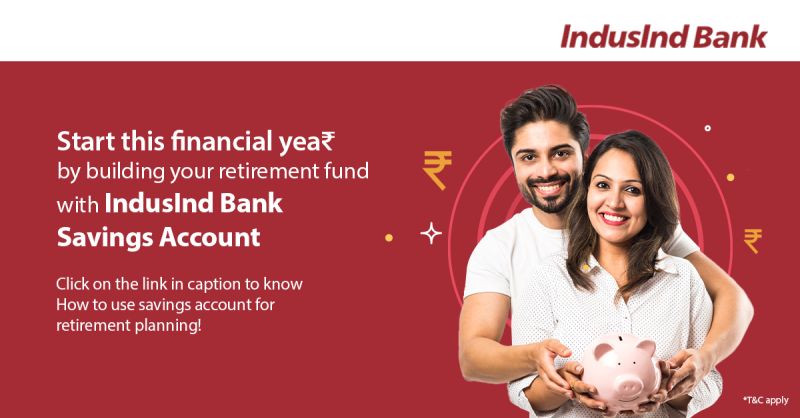 IndusInd Bank
Start this financial yea₹
by building your retirement fund
with IndusInd Bank
Savings Account
Click on the link in caption to know
How to use savings account for
retirement planning!
₹
₹
*T&C apply